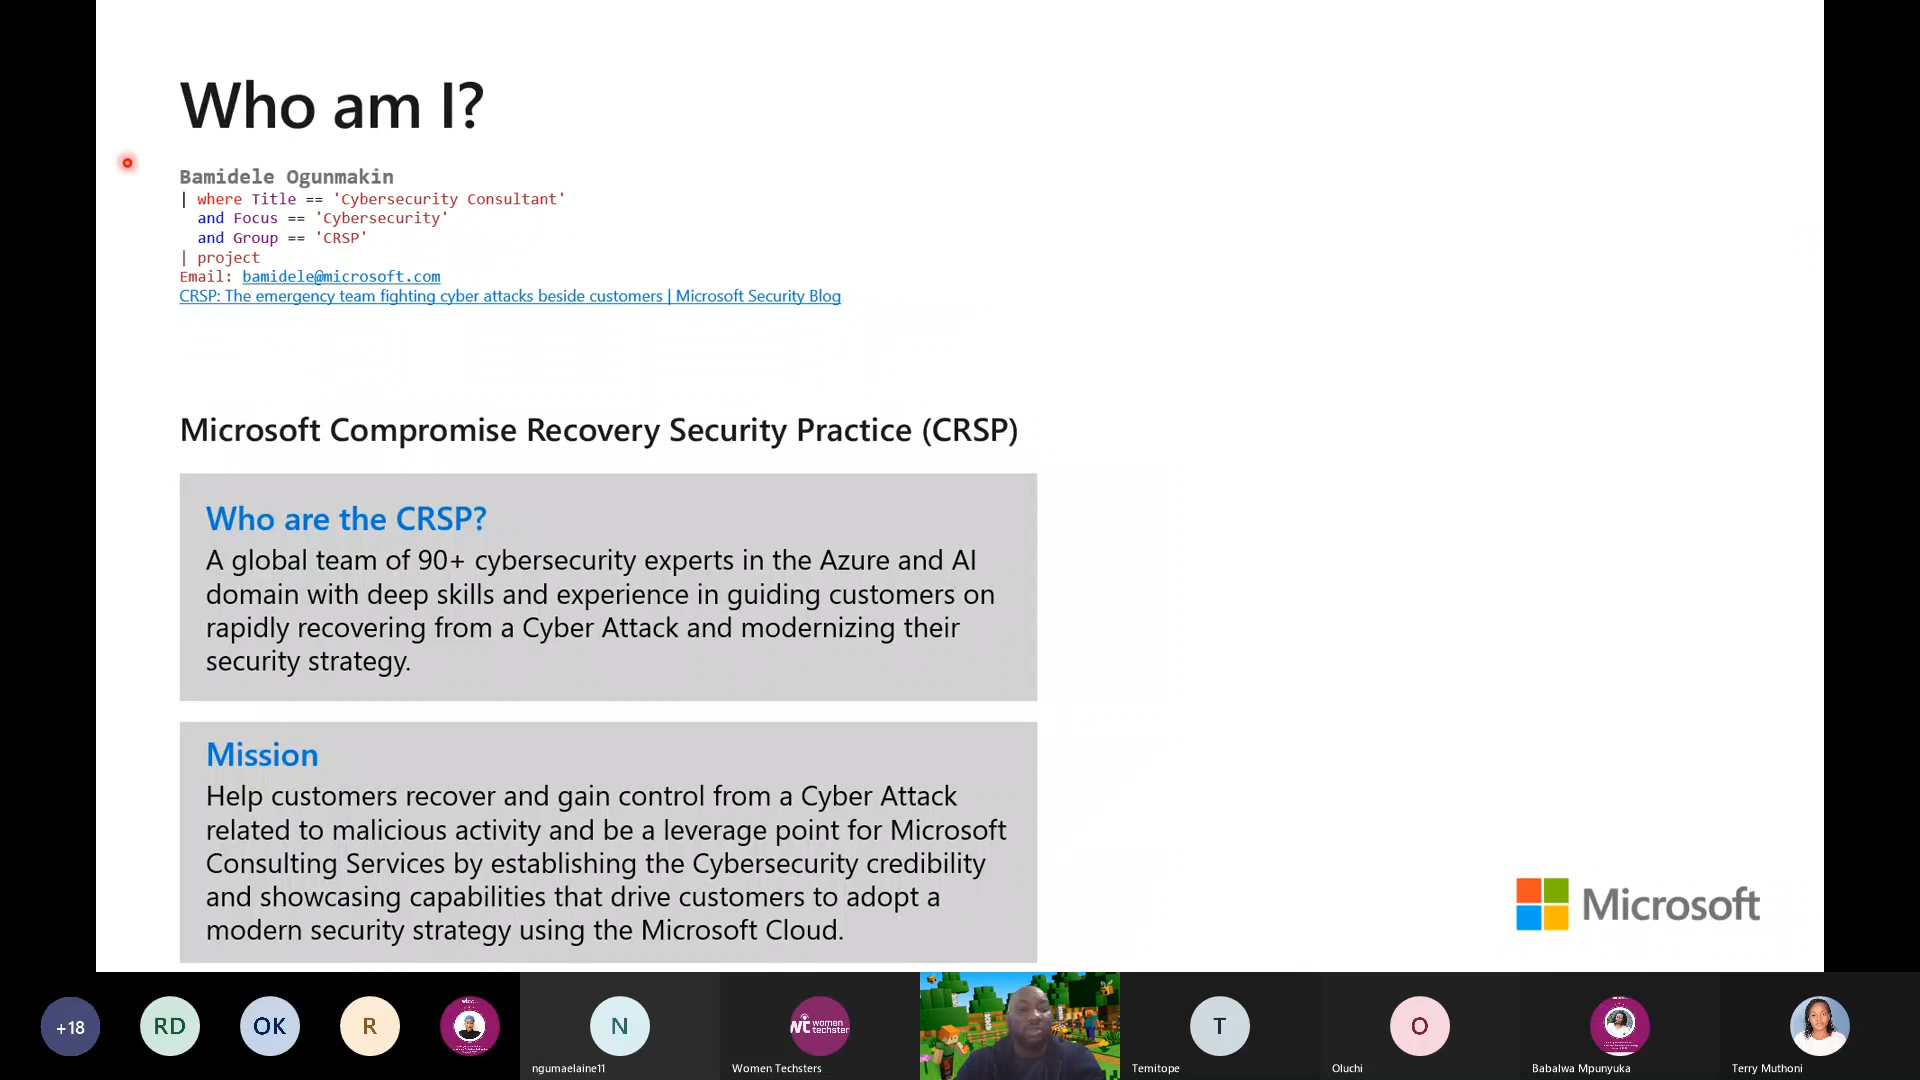 Who am I?
Bamidele Ogunmakin
| where Title == 'Cybersecurity Consultant'
and Focus == 'Cybersecurity'
and Group == 'CRSP'
| project
Email: bamidele@microsoft.com
CRSP: The emergency team fighting cyber attacks beside customers | Microsoft Security Blog
Microsoft Compromise Recovery Security Practice (CRSP)
Who are the CRSP?
A global team of 90+ cybersecurity experts in the Azure and AI
domain with deep skills and experience in guiding customers on
rapidly recovering from a Cyber Attack and modernizing their
security strategy.
Mission
Help customers recover and gain control from a Cyber Attack
related to malicious activity and be a leverage point for Microsoft
Consulting Services by establishing the Cybersecurity credibility
and showcasing capabilities that drive customers to adopt a
modern security strategy using the Microsoft Cloud.
Microsoft
+18
RD
OK
R
N
ngumaelaine11
women
techster
Women Techsters
T
Temitope
O
Oluchi
Babalwa Mpunyuka
Terry Muthoni